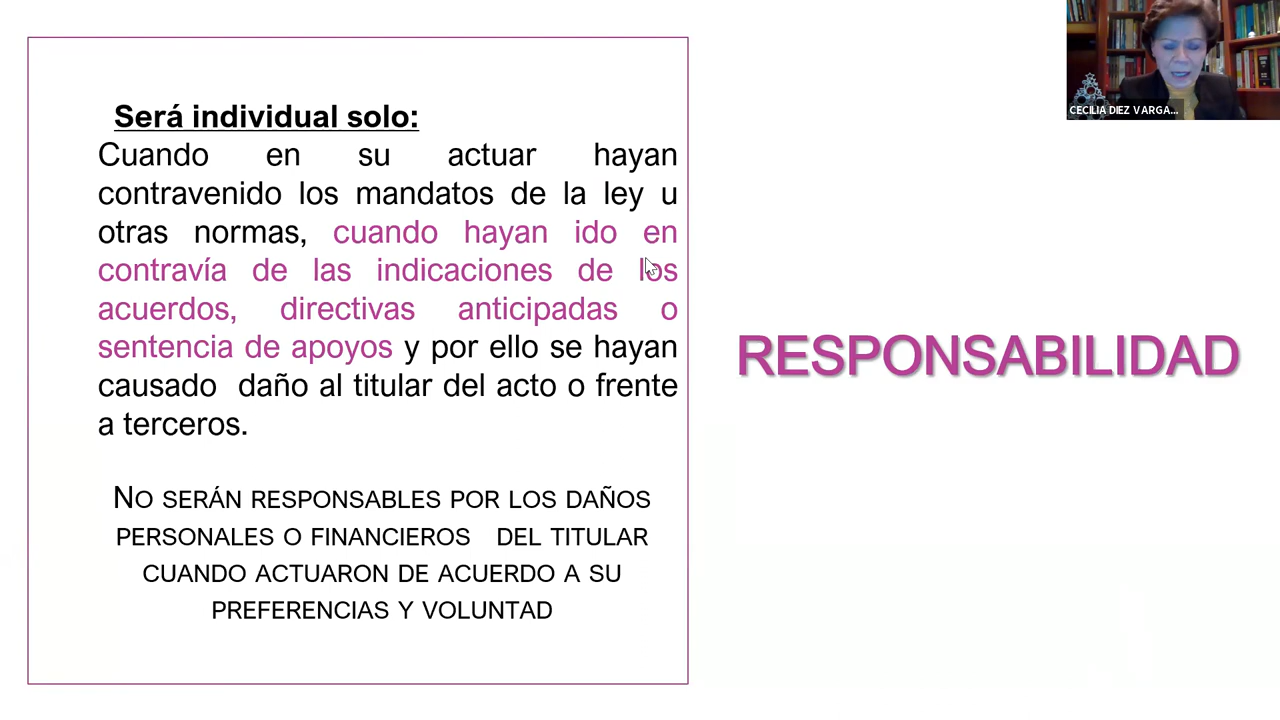 Será individual solo:
Cuando en su actuar hayan
contravenido los mandatos de la ley u
otras normas, cuando hayan ido en
contravía de las indicaciones de los
acuerdos, directivas anticipadas o
sentencia de apoyos y por ello se hayan
causado daño al titular del acto o frente
a terceros.
NO SERÁN RESPONSABLES POR LOS DAÑOS
PERSONALES O FINANCIEROS DEL TITULAR
CUANDO ACTUARON DE ACUERDO A SU
PREFERENCIAS Y VOLUNTAD
RESPONSABILIDAD
CECILIA DIEZ VARGA...